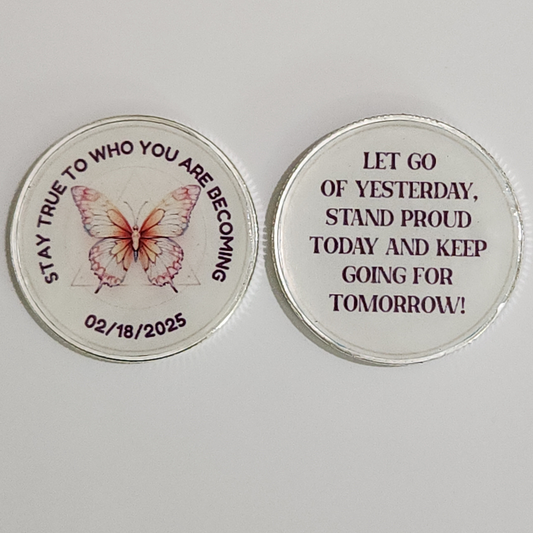 STAY TRUE TO WHO YOU ARE BECOMING
02/18/2025
LET GO
OF YESTERDAY,
STAND PROUD
TODAY AND KEEP
GOING FOR
TOMORROW!